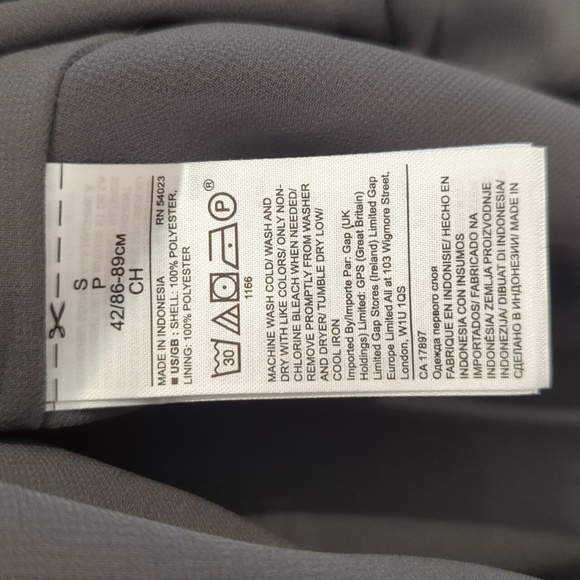 S
P
42/86-89см
CH
MADE IN INDONESIA RN 54023
■ US/GB : SHELL: 100% POLYESTER,
LINING: 100% POLYESTER
30 P ®
1166
MACHINE WASH COLD/ WASH AND
DRY WITH LIKE COLORS/ ONLY NON-
CHLORINE BLEACH WHEN NEEDED/
REMOVE PROMPTLY FROM WASHER
AND DRYER/ TUMBLE DRY LOW/
COOL IRON
Imported By/Importe Par: Gap (UK
Holdings) Limited: GPS (Great Britain)
Limited Gap Stores (Ireland) Limited Gap
Europe Limited All at 103 Wigmore Street,
London, W1U 1QS
CA 17897
Одежда первого слоя
FABRIQUÉ EN INDONÉSIE/ HECHO EN
INDONESIA CON INSUMOS
IMPORTADOS/ FABRICADO NA
INDONÉSIA/ ZEMLJA PROIZVODNJE
INDONEZIJA/ DIBUAT DI INDONESIA/
СДЕЛАНО В ИНДОНЕЗИИ/ MADE IN